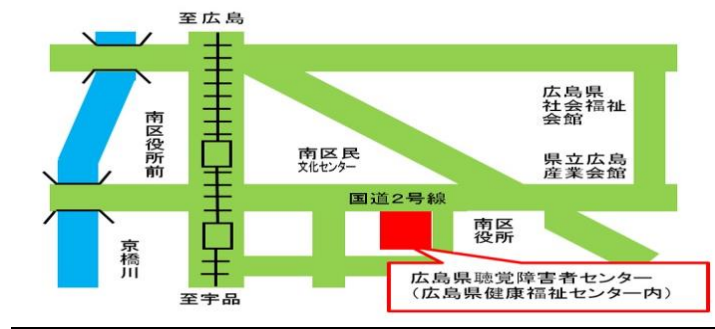 至広島
広島県
社会福祉
会館
南区役所前
南区民
文化センター
県立広島
産業会館
国道2号線
南区
役所
京橋川
広島県聴覚障害者センター
（広島県健康福祉センター内）
至宇品